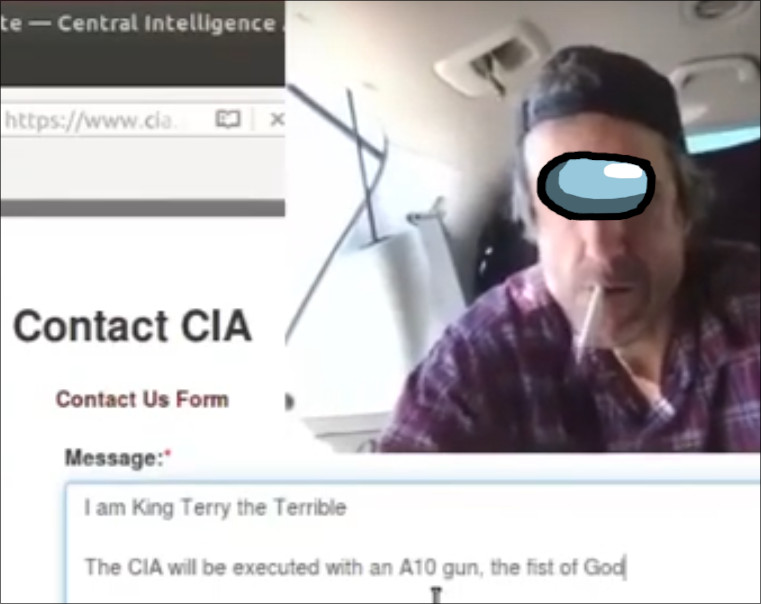 te — Central Intelligence
https://www.cia.
Contact CIA
Contact Us Form
Message:*
I am King Terry the Terrible
The CIA will be executed with an A10 gun, the fist of God